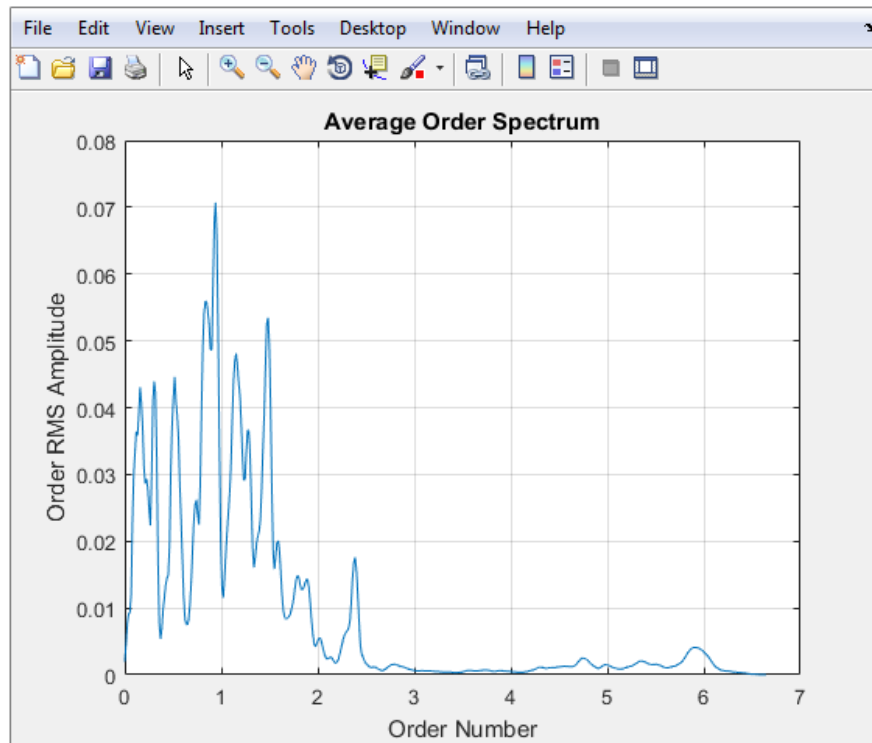 File Edit View Insert Tools Desktop Window Help
Average Order Spectrum
0.08
0.07
0.06
0.05
0.04
0.03
0.02
0.01
0
Order RMS Amplitude
0 1 2 3 4 5 6 7
Order Number